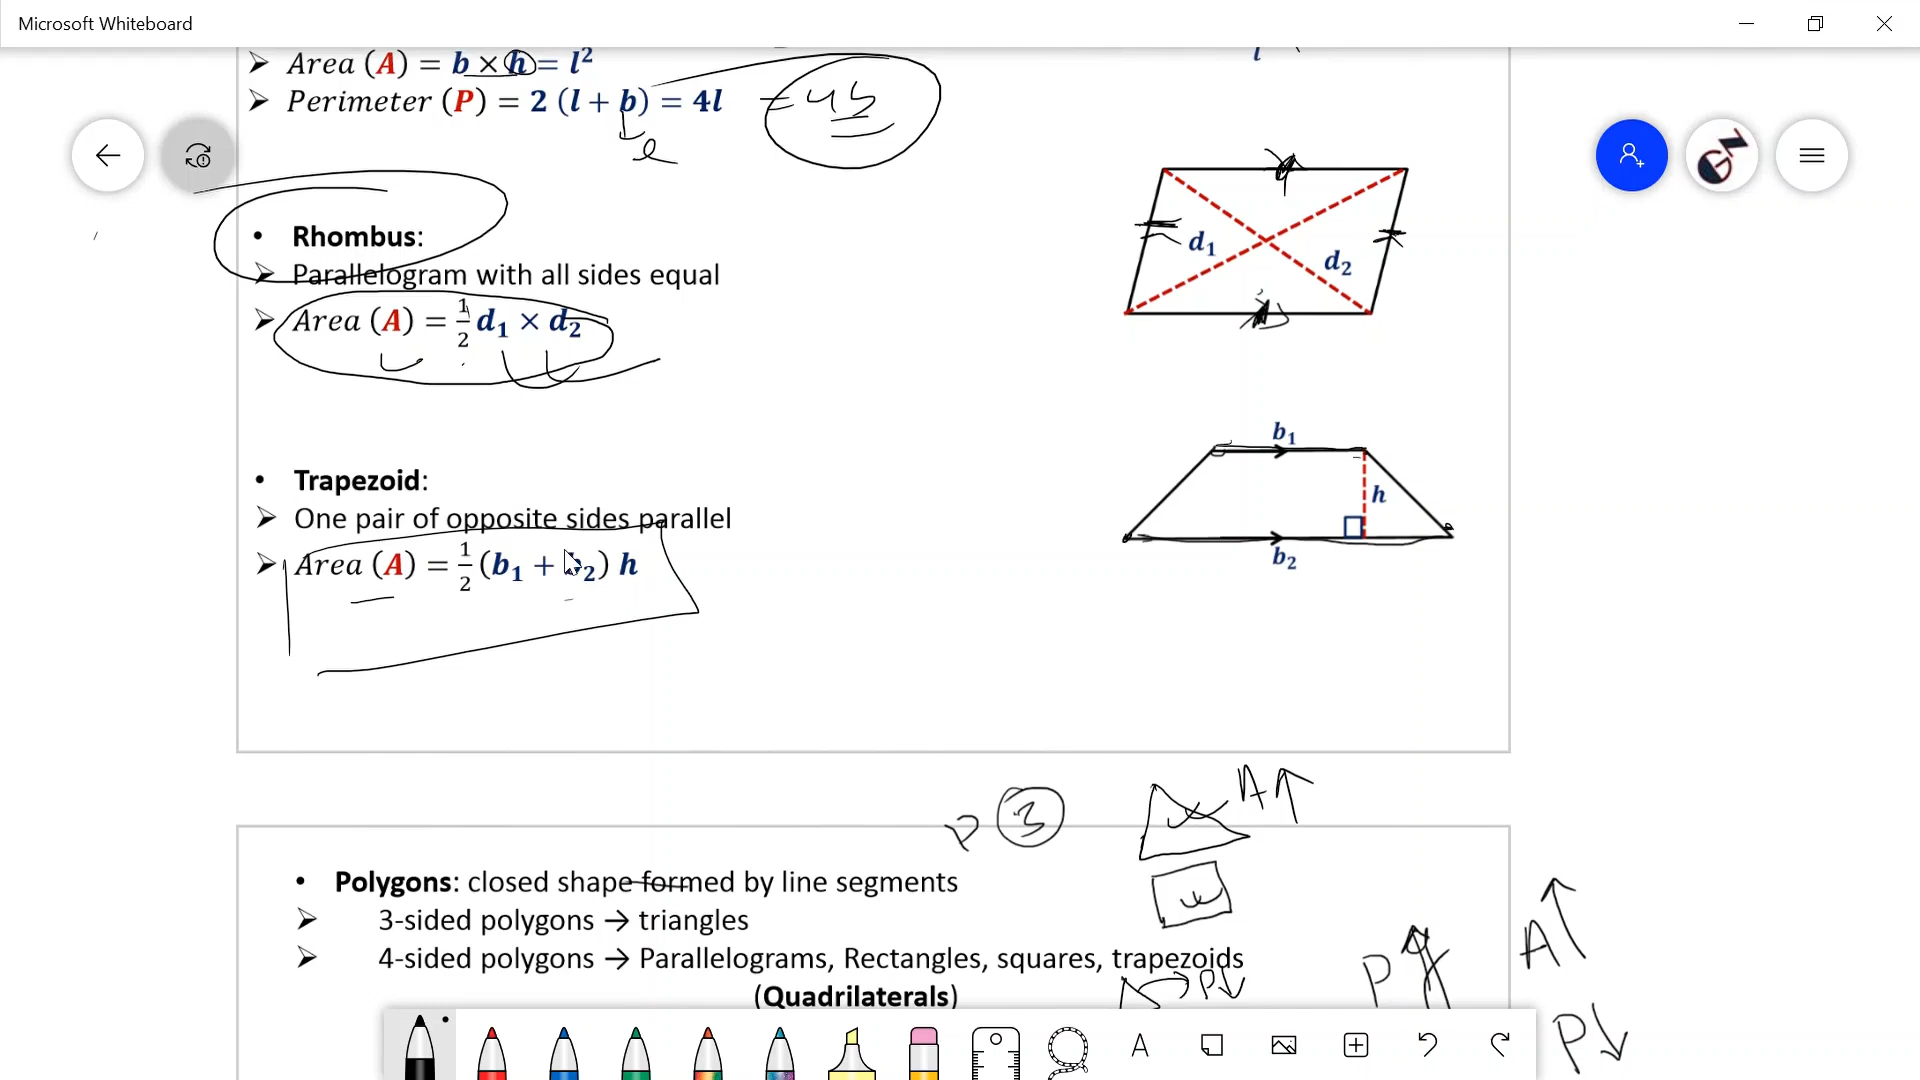 Microsoft Whiteboard
➢ Area (A) = b × h = l²
➢ Perimeter (P) = 2 (l + b) = 4l = 4s
l
l
• Rhombus:
➢ Parallelogram with all sides equal
➢ Area (A) = 1/2 d₁ × d₂
d₁
d₂
• Trapezoid:
➢ One pair of opposite sides parallel
➢ Area (A) = 1/2 (b₁ + b₂) h
b₁
h
b₂
P 3
A↑
• Polygons: closed shape formed by line segments
➢ 3-sided polygons → triangles
➢ 4-sided polygons → Parallelograms, Rectangles, squares, trapezoids
(Quadrilaterals)
P↓
P↑
A↑
P↓
A